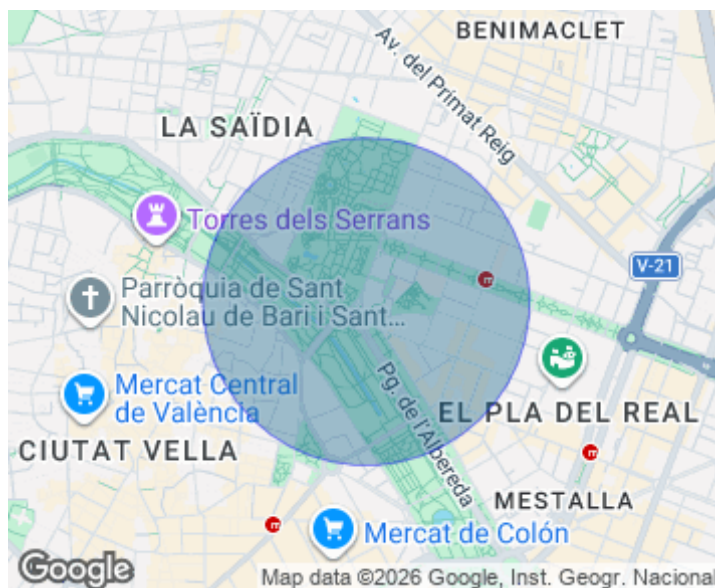 BENIMACLET
Av. del Primat Reig
LA SAÏDIA
Torres dels Serrans
V-21
m
Parròquia de Sant
Nicolau de Bari i Sant...
Mercat Central
de València
Pg. de l'Albereda
EL PLA DEL REAL
CIUTAT VELLA
m
MESTALLA
m
Mercat de Colón
Google
Map data ©2026 Google, Inst. Geogr. Nacional